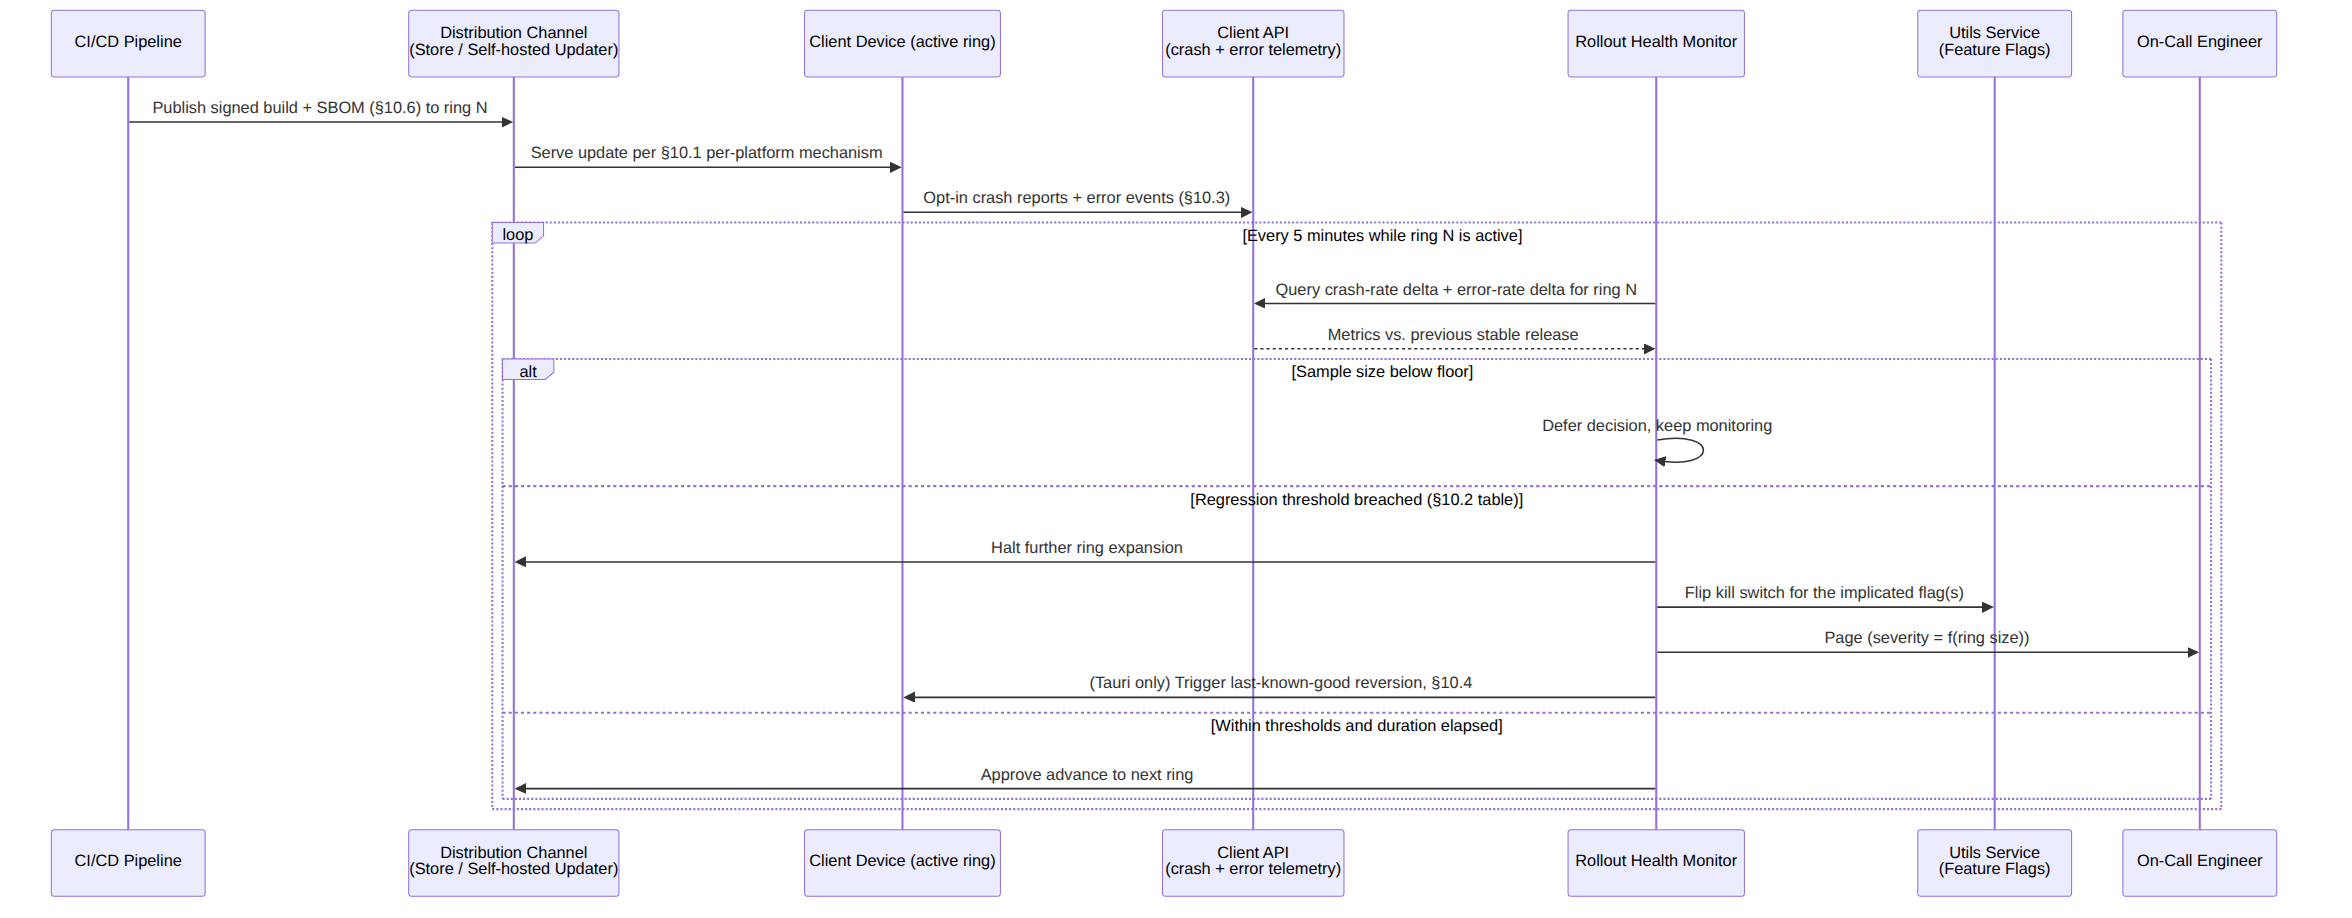 CI/CD Pipeline
Distribution Channel
(Store / Self-hosted Updater)
Client Device (active ring)
Client API
(crash + error telemetry)
Rollout Health Monitor
Utils Service
(Feature Flags)
On-Call Engineer
Publish signed build + SBOM (§10.6) to ring N
Serve update per §10.1 per-platform mechanism
Opt-in crash reports + error events (§10.3)
loop
[Every 5 minutes while ring N is active]
Query crash-rate delta + error-rate delta for ring N
Metrics vs. previous stable release
alt
[Sample size below floor]
Defer decision, keep monitoring
[Regression threshold breached (§10.2 table)]
Halt further ring expansion
Flip kill switch for the implicated flag(s)
Page (severity = f(ring size))
(Tauri only) Trigger last-known-good reversion, §10.4
[Within thresholds and duration elapsed]
Approve advance to next ring
CI/CD Pipeline
Distribution Channel
(Store / Self-hosted Updater)
Client Device (active ring)
Client API
(crash + error telemetry)
Rollout Health Monitor
Utils Service
(Feature Flags)
On-Call Engineer